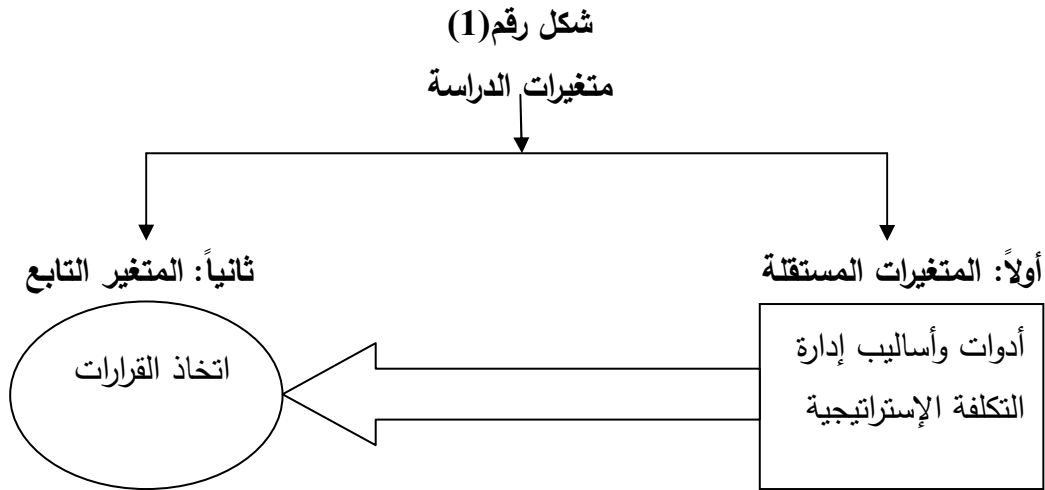 شكل رقم(1)
متغيرات الدراسة
أولاً: المتغيرات المستقلة
ثانياً: المتغير التابع
أدوات وأساليب إدارة
التكلفة الإستراتيجية
اتخاذ القرارات